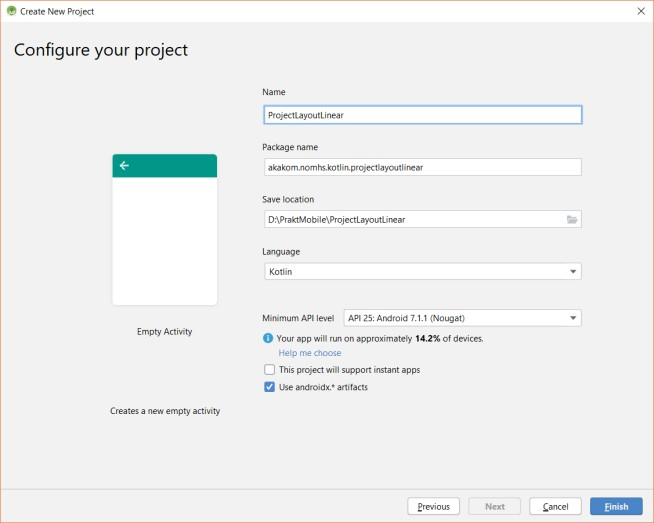 Create New Project
Configure your project
Name
ProjectLayoutLinear
Package name
akakom.nomhs.kotlin.projectlayoutlinear
Save location
D:\PraktMobile\ProjectLayoutLinear
Language
Kotlin
Minimum API level API 25: Android 7.1.1 (Nougat)
Your app will run on approximately 14.2% of devices.
Help me choose
This project will support instant apps
Use androidx.* artifacts
Empty Activity
Creates a new empty activity
Previous Next Cancel Finish